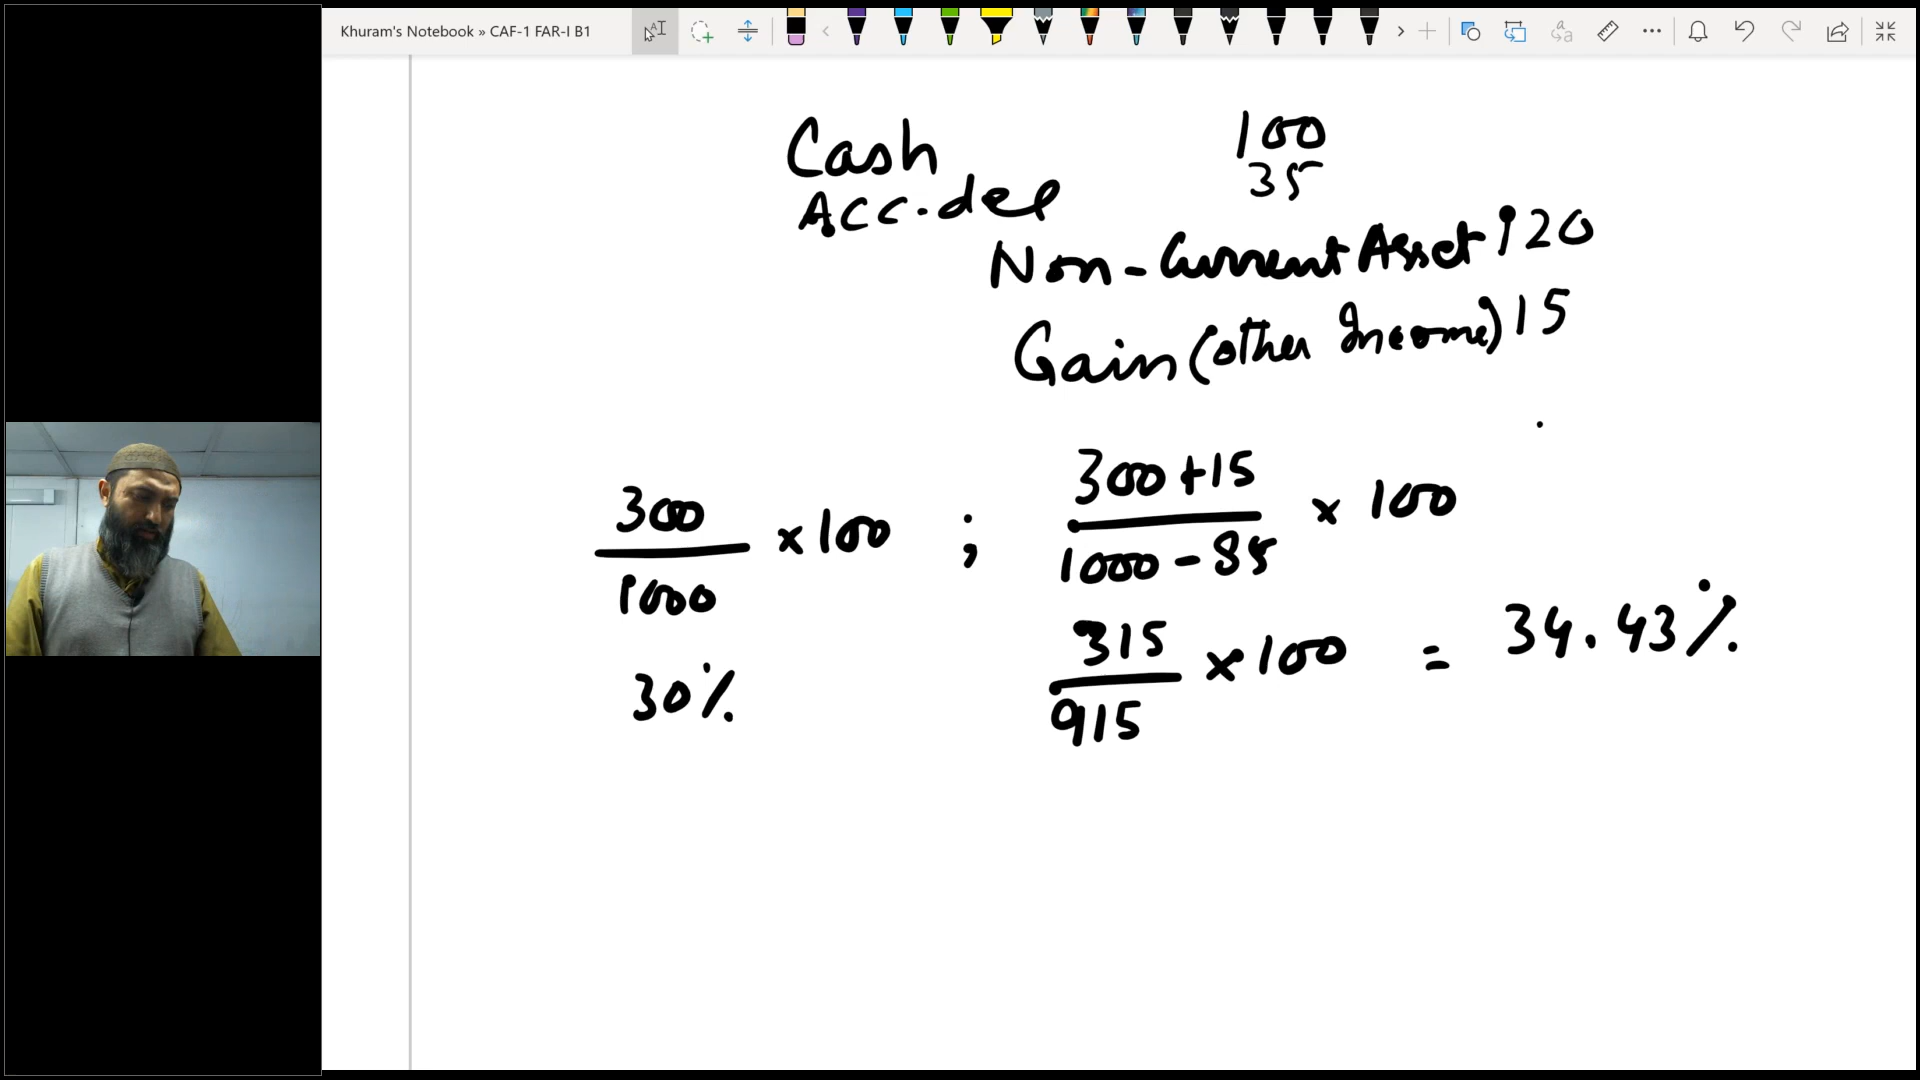 Khuram's Notebook » CAF-1 FAR-I B1
Cash 100
Acc.dep 35
Non-Current Asset 120
Gain (other Income) 15
300 / 1000 × 100 ; 300+15 / 1000-85 × 100
30% 315 / 915 × 100 = 34.43%